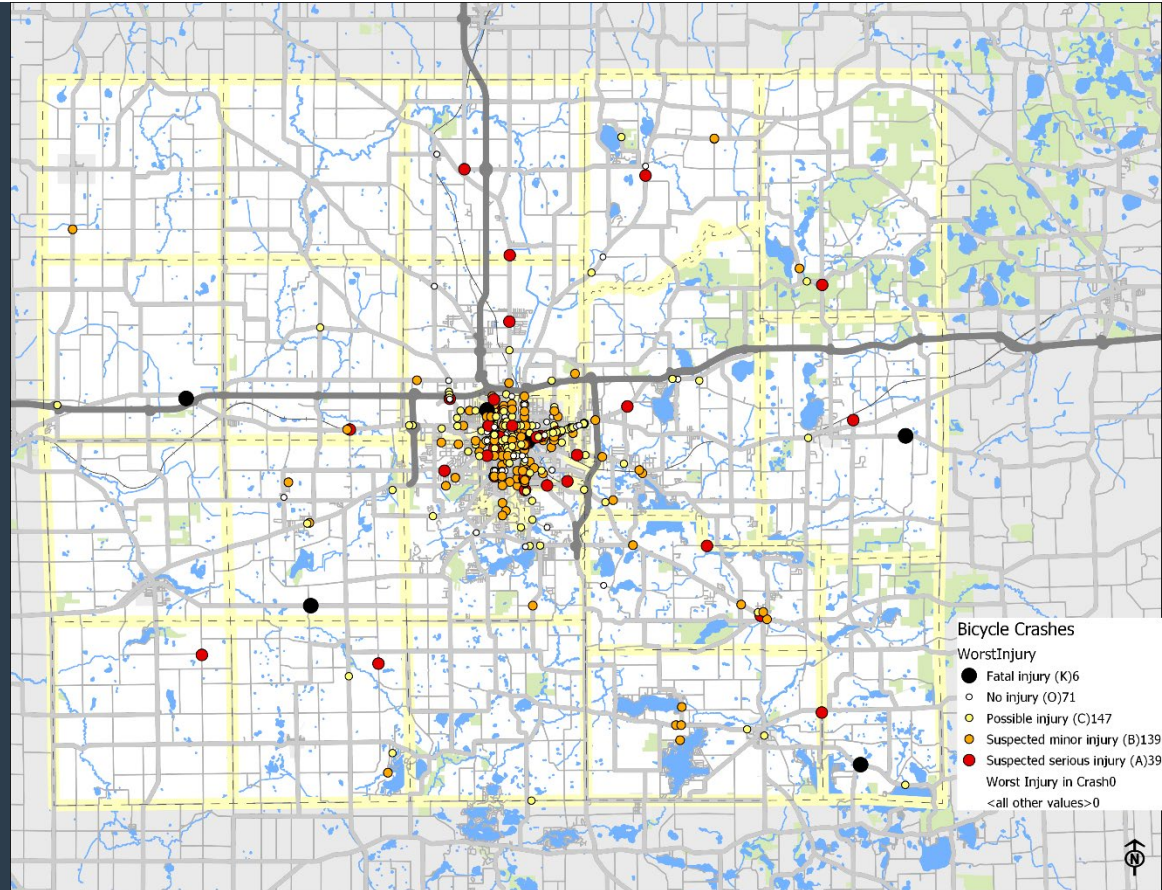 Bicycle Crashes
WorstInjury
Fatal injury (K)6
No injury (O)71
Possible injury (C)147
Suspected minor injury (B)139
Suspected serious injury (A)39
Worst Injury in Crash0
<all other values>0
N